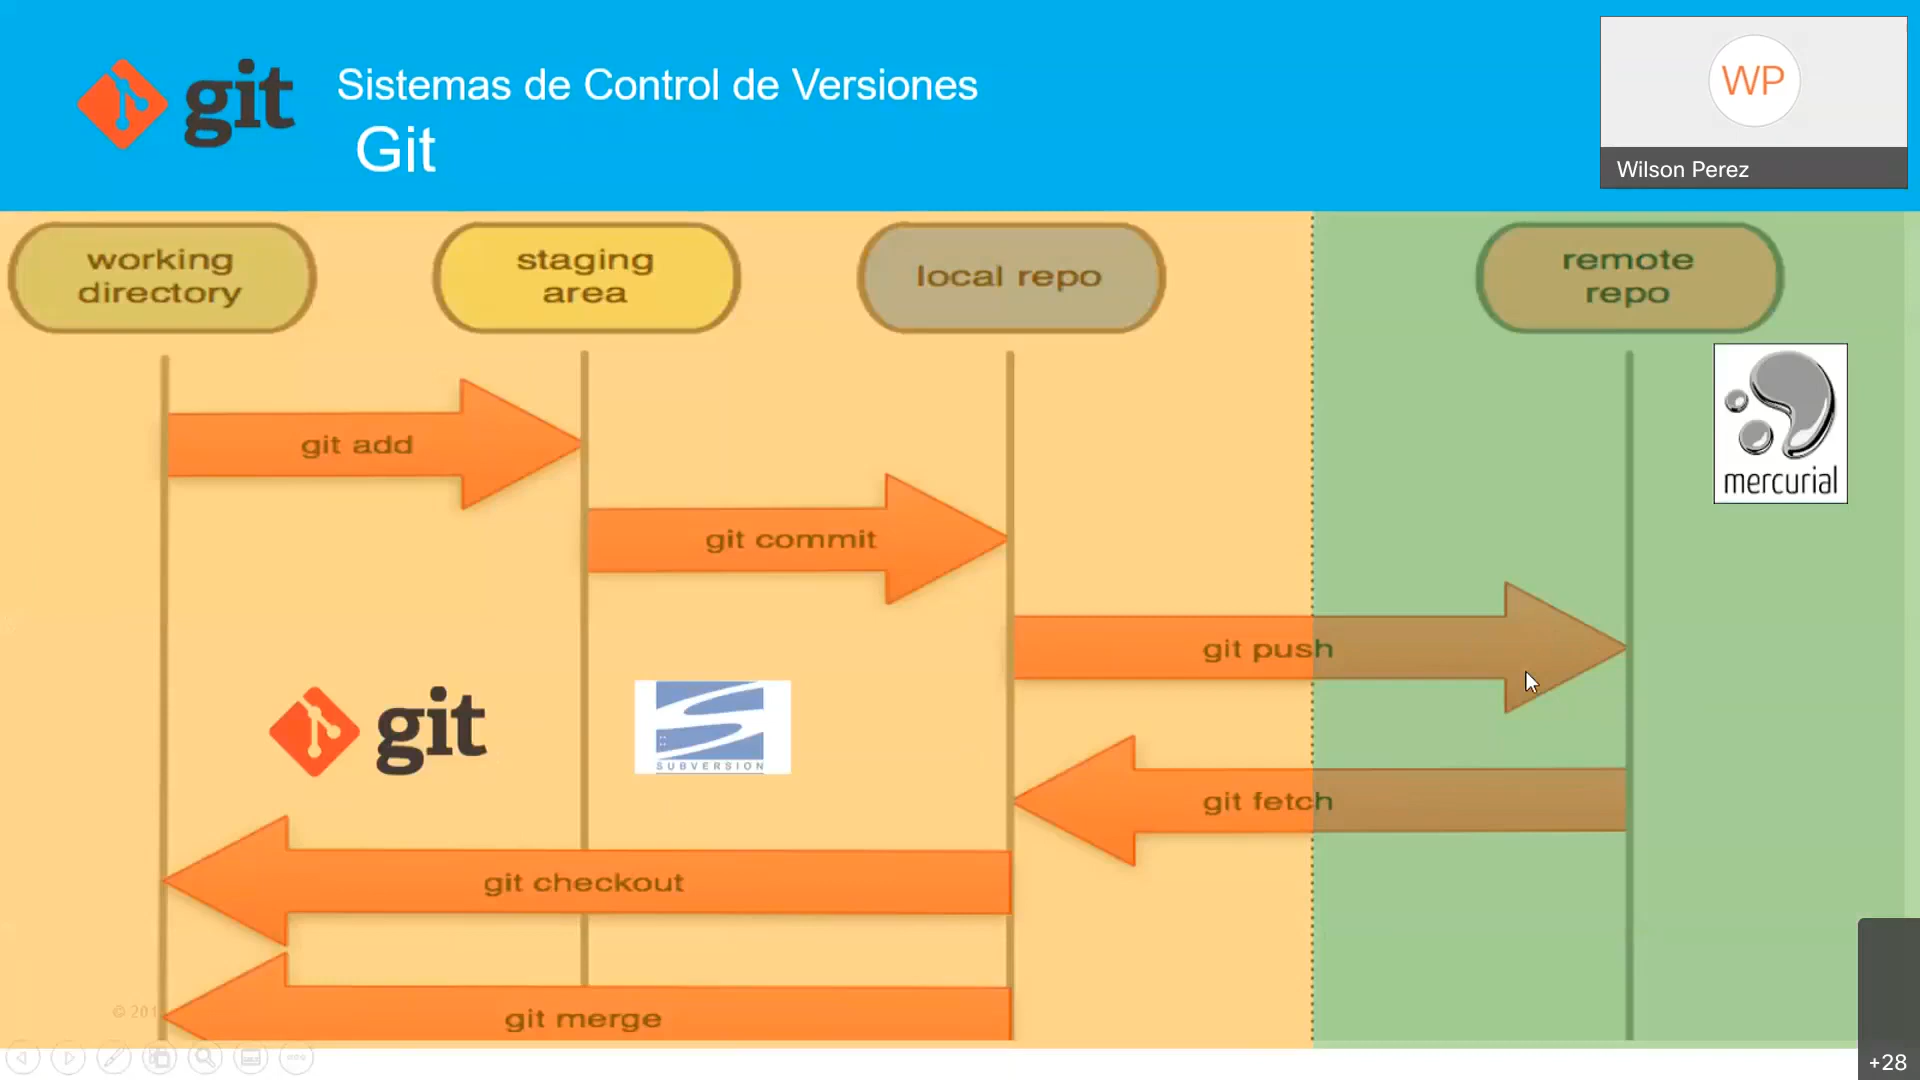 git
Sistemas de Control de Versiones
Git
WP
Wilson Perez
working
directory
staging
area
local repo
remote
repo
git add
mercurial
git commit
git push
git
SUBVERSION
git fetch
git checkout
© 201
git merge
+28